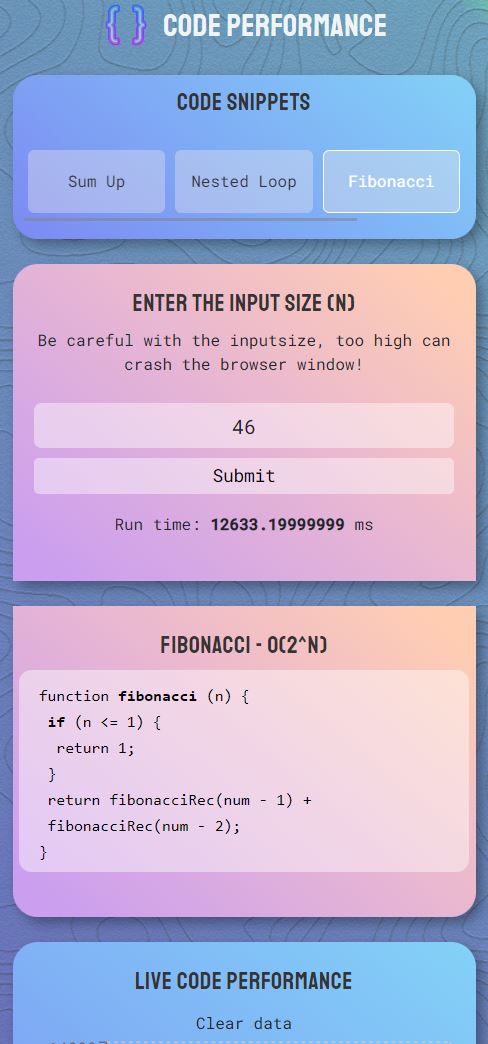 { } CODE PERFORMANCE
CODE SNIPPETS
Sum Up
Nested Loop
Fibonacci
ENTER THE INPUT SIZE (N)
Be careful with the inputsize, too high can
crash the browser window!
46
Submit
Run time: 12633.19999999 ms
FIBONACCI - O(2^N)
function fibonacci (n) {
if (n <= 1) {
return 1;
}
return fibonacciRec(num - 1) +
fibonacciRec(num - 2);
}
LIVE CODE PERFORMANCE
Clear data